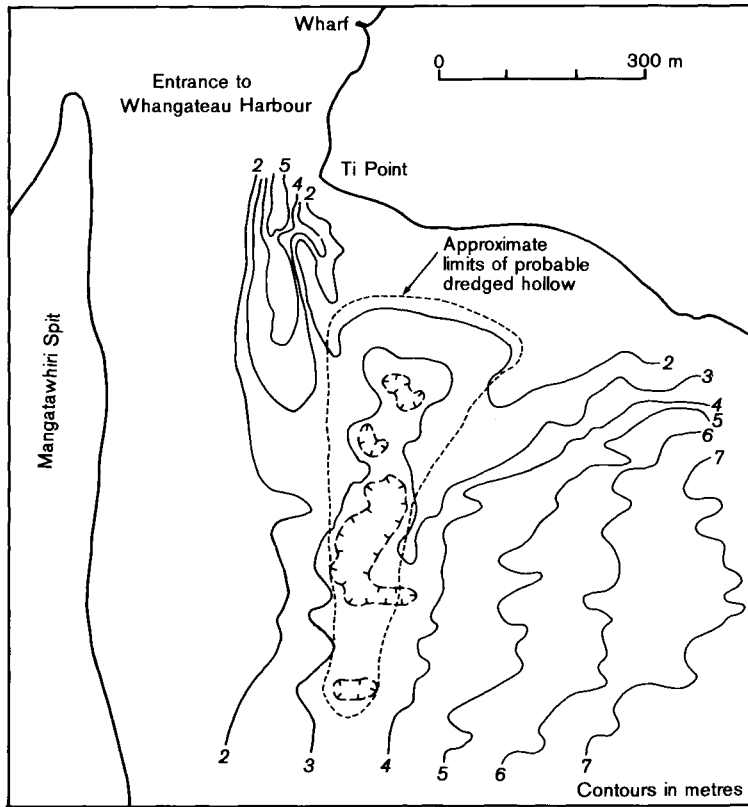 Wharf
0 300 m
Entrance to
Whangateau Harbour
Ti Point
2 5
4
2
Approximate
limits of probable
dredged hollow
Mangatawhiri Spit
2
3
4
5
6
7
2
3
4
5
6
7
Contours in metres